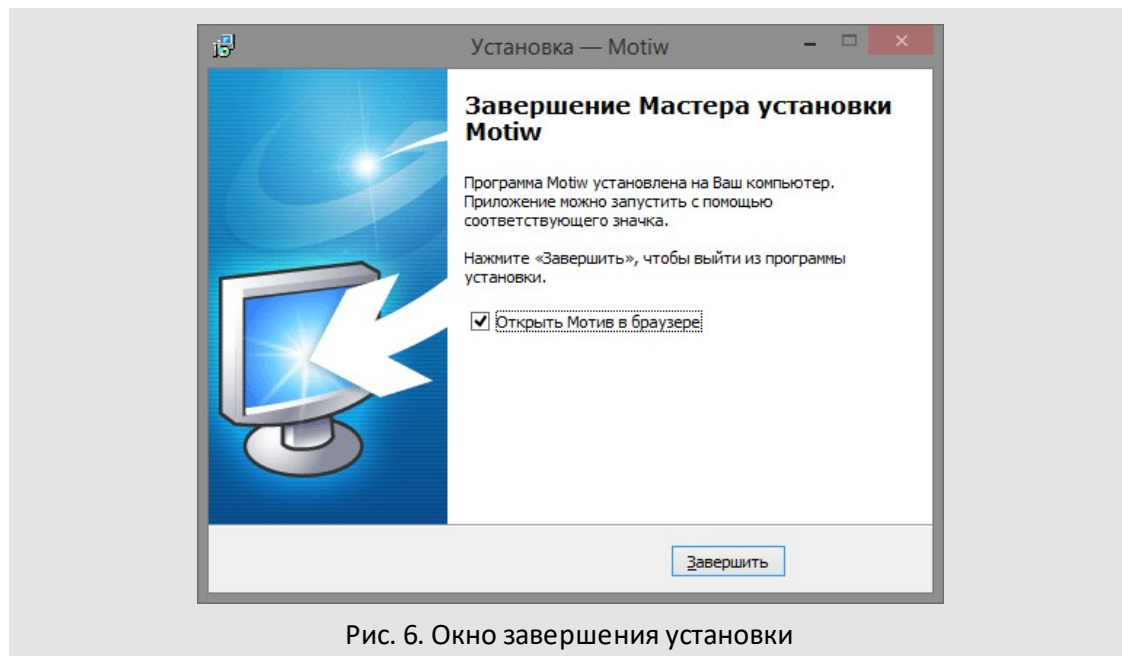 Установка — Motiw
Завершение Мастера установки
Motiw
Программа Motiw установлена на Ваш компьютер.
Приложение можно запустить с помощью
соответствующего значка.
Нажмите «Завершить», чтобы выйти из программы
установки.
Открыть Мотив в браузере
Завершить
Рис. 6. Окно завершения установки